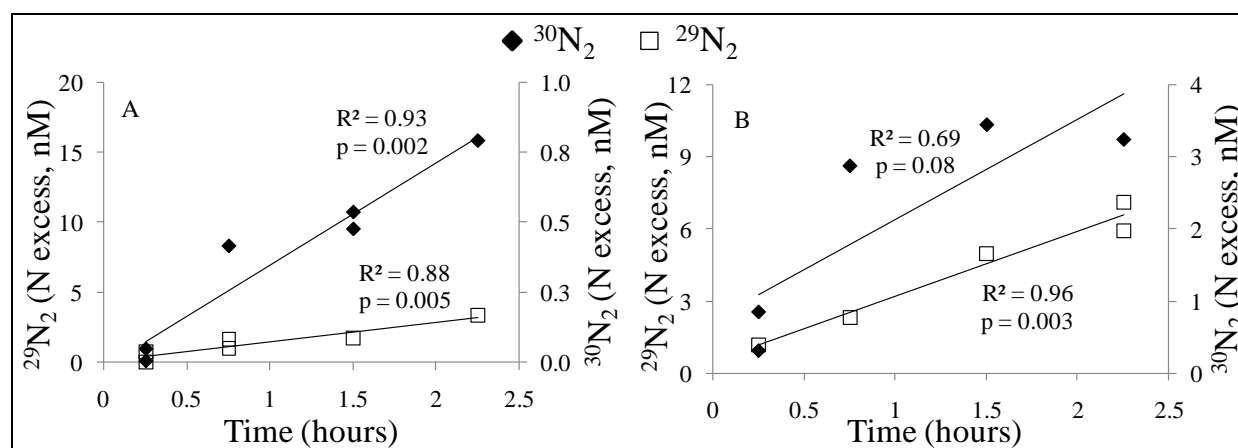 ◆ ³⁰N₂ □ ²⁹N₂
A
²⁹N₂ (N excess, nM)
20
15
10
5
0
R² = 0.93
p = 0.002
R² = 0.88
p = 0.005
1.0
0.8
0.5
0.3
0.0
³⁰N₂ (N excess, nM)
0 0.5 1 1.5 2 2.5
Time (hours)
B
²⁹N₂ (N excess, nM)
12
9
6
3
0
R² = 0.69
p = 0.08
R² = 0.96
p = 0.003
4
3
2
1
0
³⁰N₂ (N excess, nM)
0 0.5 1 1.5 2 2.5
Time (hours)